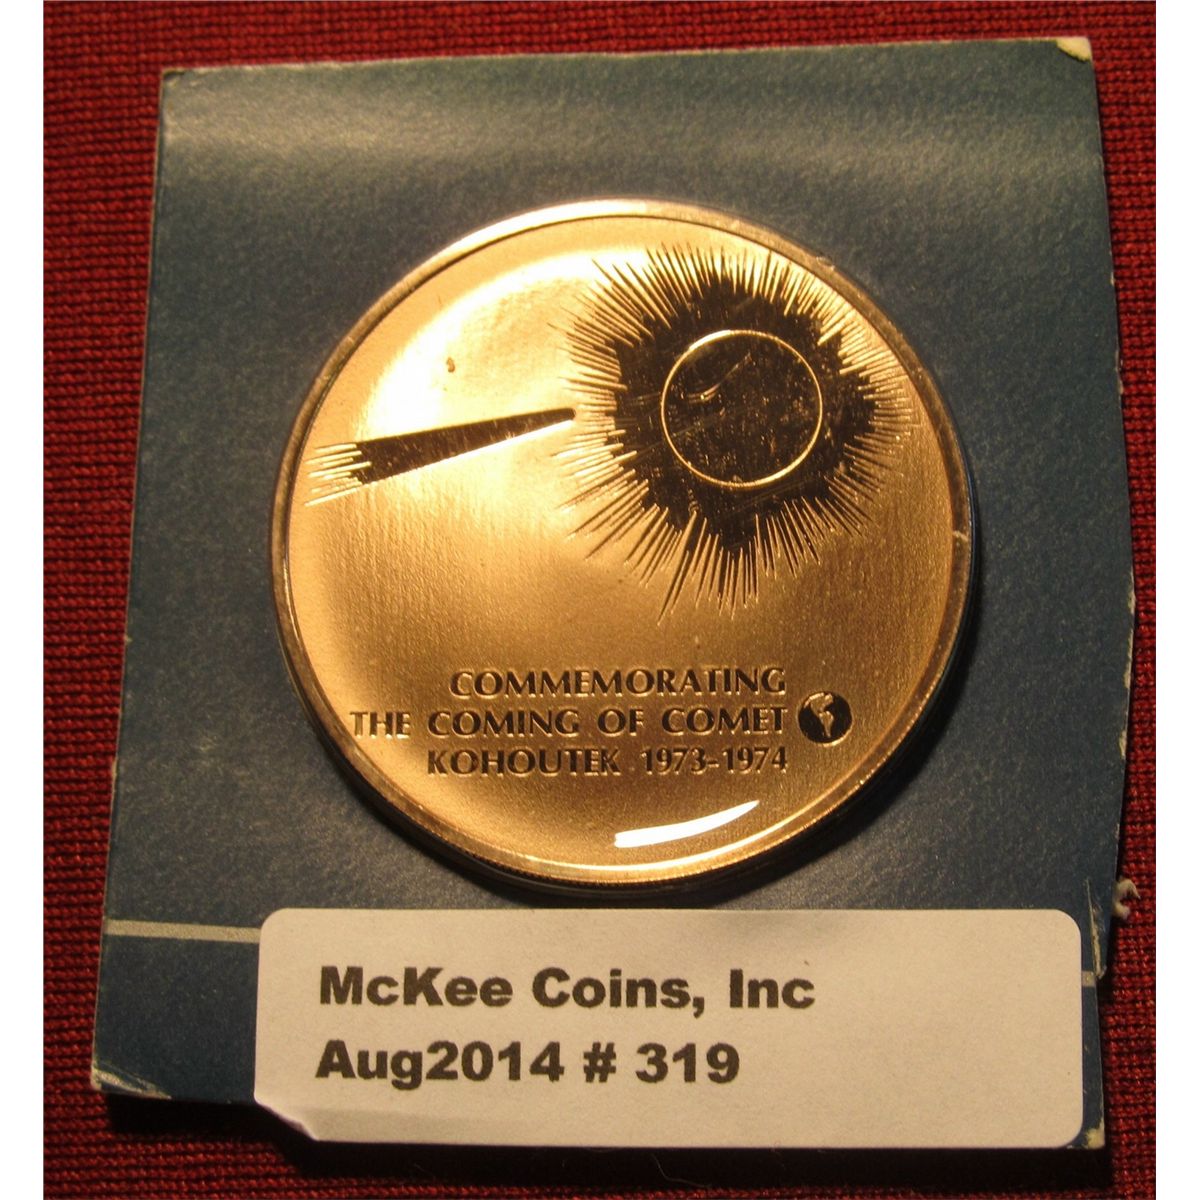 COMMEMORATING
THE COMING OF COMET
KOHOUTEK 1973-1974
McKee Coins, Inc
Aug2014 # 319